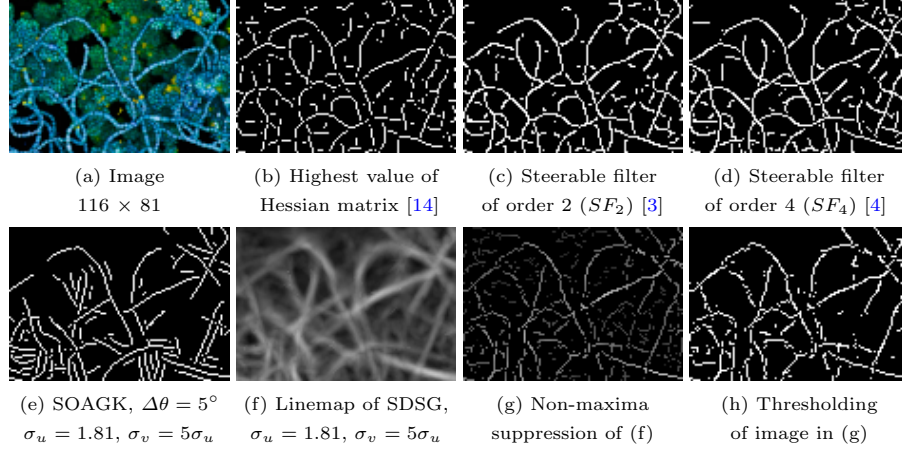 (a) Image
116 × 81
(b) Highest value of
Hessian matrix [14]
(c) Steerable filter
of order 2 (SF₂) [3]
(d) Steerable filter
of order 4 (SF₄) [4]
(e) SOAGK, Δθ = 5°
σᵤ = 1.81, σᵥ = 5σᵤ
(f) Linemap of SDSG,
σᵤ = 1.81, σᵥ = 5σᵤ
(g) Non-maxima
suppression of (f)
(h) Thresholding
of image in (g)